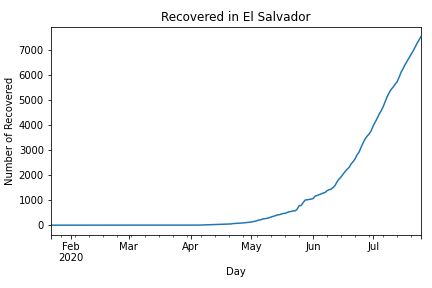 Recovered in El Salvador
Number of Recovered
7000
6000
5000
4000
3000
2000
1000
0
Feb
2020
Mar
Apr
May
Jun
Jul
Day